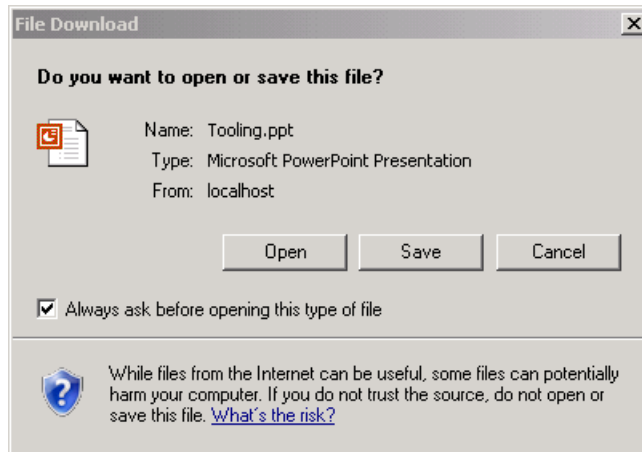 File Download
Do you want to open or save this file?
Name: Tooling.ppt
Type: Microsoft PowerPoint Presentation
From: localhost
Open Save Cancel
Always ask before opening this type of file
While files from the Internet can be useful, some files can potentially
harm your computer. If you do not trust the source, do not open or
save this file. What's the risk?